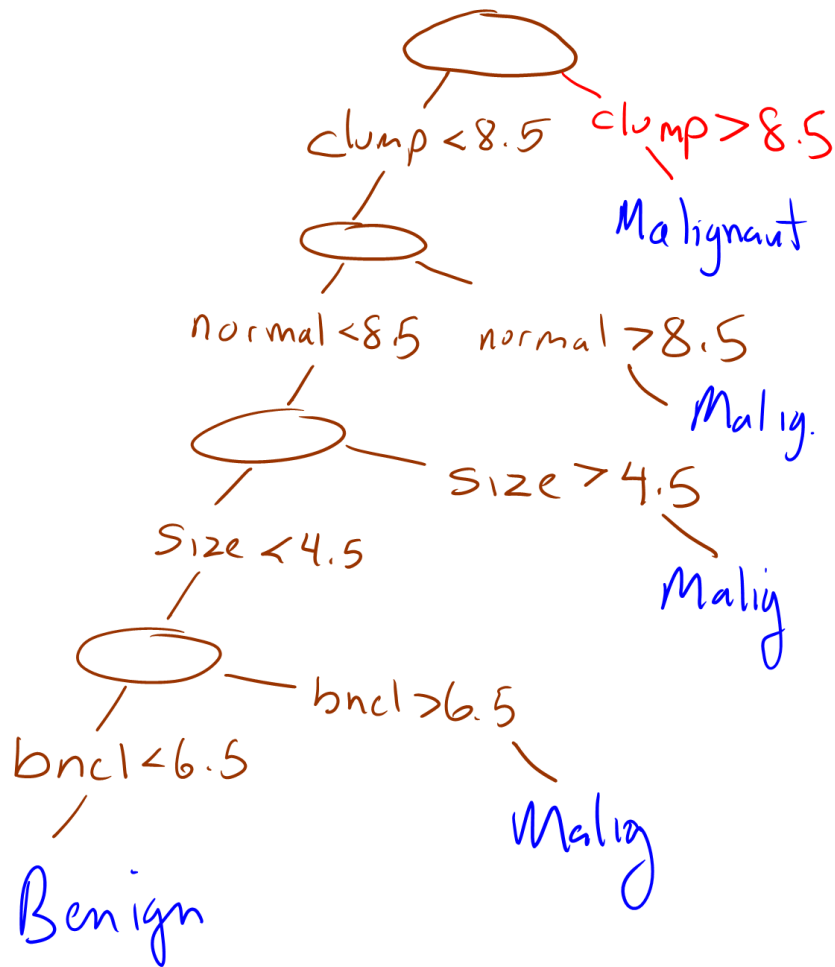 clump < 8.5
clump > 8.5
Malignant
normal < 8.5
normal > 8.5
Malig.
Size > 4.5
Size < 4.5
Malig
bncl > 6.5
bncl < 6.5
Malig
Benign